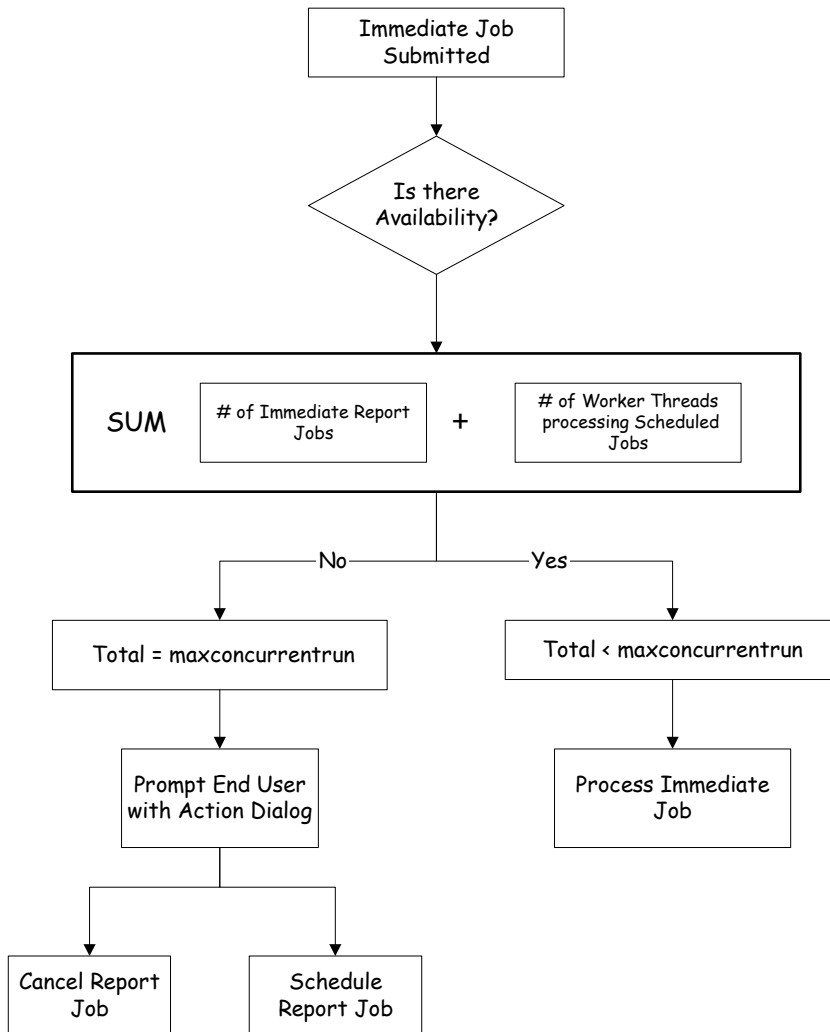 Immediate Job
Submitted
Is there
Availability?
SUM
# of Immediate Report
Jobs
+
# of Worker Threads
processing Scheduled
Jobs
No
Yes
Total = maxconcurrentrun
Total < maxconcurrentrun
Prompt End User
with Action Dialog
Process Immediate
Job
Cancel Report
Job
Schedule
Report Job